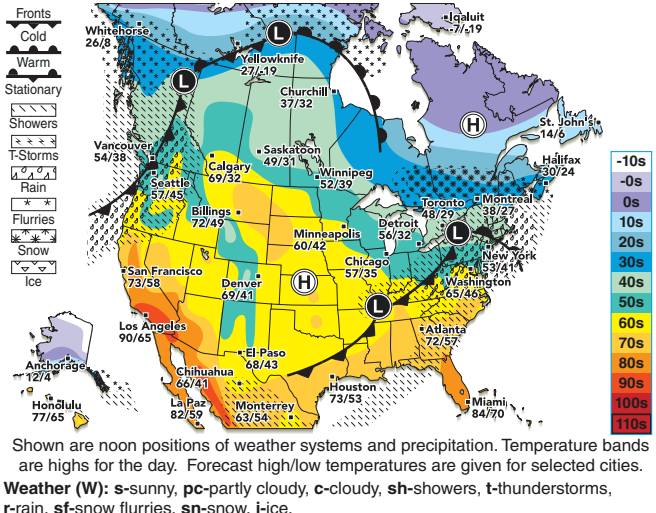 Fronts
Cold
Warm
Stationary
Showers
T-Storms
Rain
Flurries
Snow
Ice
Whitehorse
26/8
L
Iqaluit
-7/-19
Yellowknife
27/-19
L
Churchill
37/32
H
St. John's
14/6
Vancouver
54/38
Calgary
69/32
Saskatoon
49/31
Winnipeg
52/39
Halifax
30/24
Seattle
57/45
Billings
72/49
Minneapolis
60/42
Detroit
56/32
Toronto
48/29
Montreal
38/27
L
New York
53/41
San Francisco
73/58
Denver
69/41
H
Chicago
57/35
Washington
65/46
L
Los Angeles
90/65
El Paso
68/43
Atlanta
72/57
Anchorage
12/4
Chihuahua
66/41
Houston
73/53
Honolulu
77/65
La Paz
82/59
Monterrey
63/54
Miami
84/70
-10s
-0s
0s
10s
20s
30s
40s
50s
60s
70s
80s
90s
100s
110s
Shown are noon positions of weather systems and precipitation. Temperature bands
are highs for the day. Forecast high/low temperatures are given for selected cities.
Weather (W): s-sunny, pc-partly cloudy, c-cloudy, sh-showers, t-thunderstorms,
r-rain, sf-snow flurries, sn-snow, i-ice.